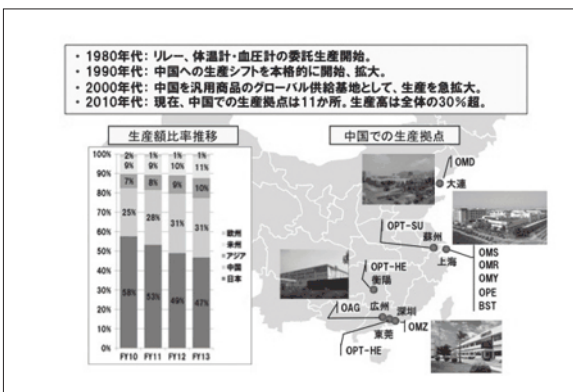 ・1980年代：リレー、体温計・血圧計の委託生産開始。
・1990年代：中国への生産シフトを本格的に開始、拡大。
・2000年代：中国を汎用商品のグローバル供給基地として、生産を急拡大。
・2010年代：現在、中国での生産拠点は11か所。生産高は全体の30％超。
生産額比率推移
中国での生産拠点
100%
90%
80%
70%
60%
50%
40%
30%
20%
10%
0%
2% 1% 1% 1%
9% 9% 10% 11%
7% 8% 9% 10%
25% 28% 31% 31%
58% 53% 49% 47%
FY10 FY11 FY12 FY13
欧州
米州
アジア
中国
日本
OMD
大連
OPT-SU
蘇州
上海
OMS
OMR
OMY
OPE
BST
OPT-HE
衡陽
OAG
広州
深圳
東莞
OMZ
OPT-HE